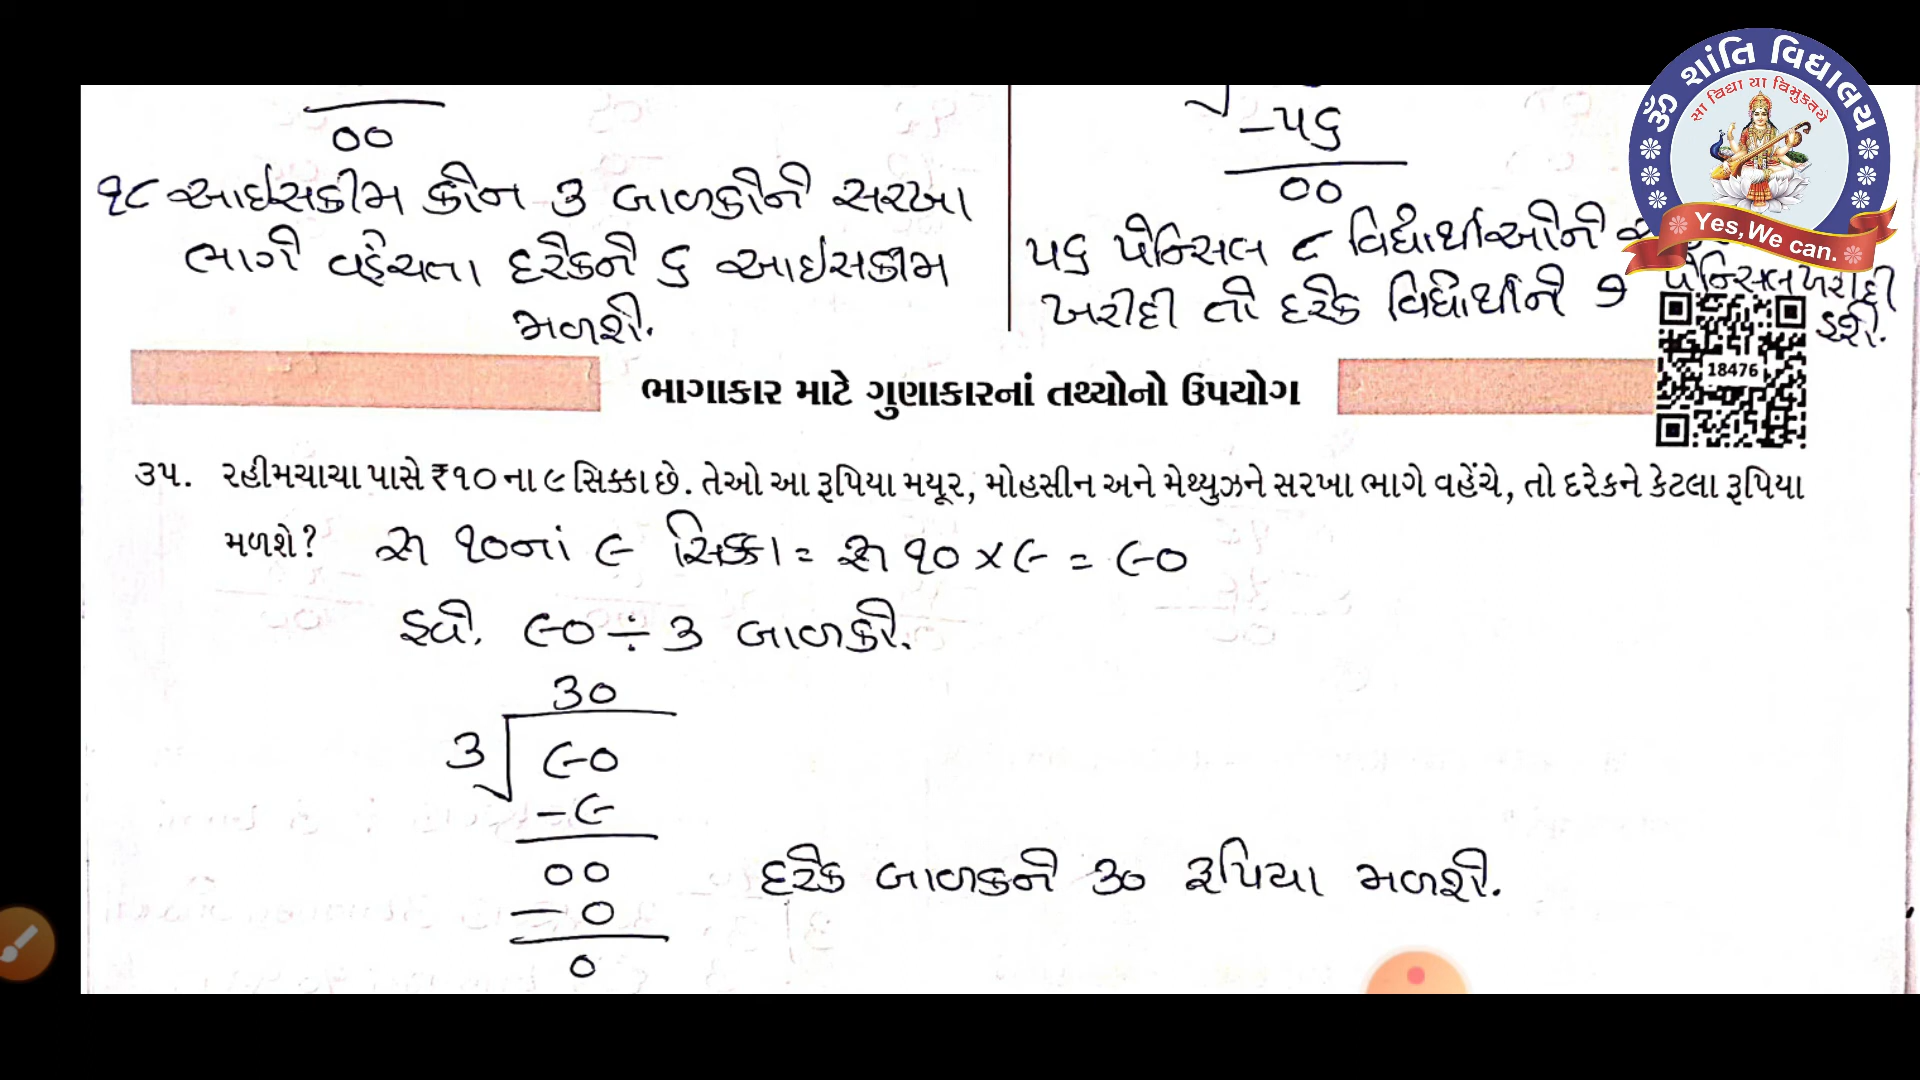 ૦૦
૧૮ આઇસક્રીમ કોન ૩ બાળકોને સરખા
ભાગે વહેંચતા દરેકને ૬ આઇસક્રીમ
મળશે.
-૫૬
૦૦
૫૬ પેન્સિલ ૮ વિદ્યાર્થીઓને
ખરીદી તો દરેક વિદ્યાર્થીને ૭ પેન્સિલ ખરીદી
હશે.
ૐ શાંતિ વિદ્યાલય
સા વિદ્યા યા વિમુક્તયે
Yes, We can.
18476
ભાગાકાર માટે ગુણાકારનાં તથ્યોનો ઉપયોગ
૩૫. રહીમચાચા પાસે ₹૧૦ ના ૯ સિક્કા છે. તેઓ આ રૂપિયા મયૂર, મોહસીન અને મેથ્યુઝને સરખા ભાગે વહેંચે, તો દરેકને કેટલા રૂપિયા
મળશે? રૂ ૧૦નાં ૯ સિક્કા = રૂ ૧૦ × ૯ = ૯૦
હવે. ૯૦ ÷ ૩ બાળકો.
૩૦
૩ ૯૦
-૯
૦૦
-૦
૦
દરેક બાળકને ૩૦ રૂપિયા મળશે.